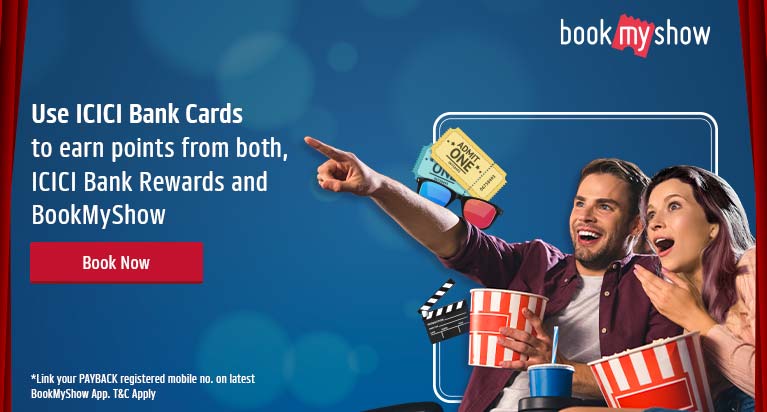 book my show
Use ICICI Bank Cards
to earn points from both,
ICICI Bank Rewards and
BookMyShow
ADMIT
ONE
ONE
Book Now
*Link your PAYBACK registered mobile no. on latest
BookMyShow App. T&C Apply